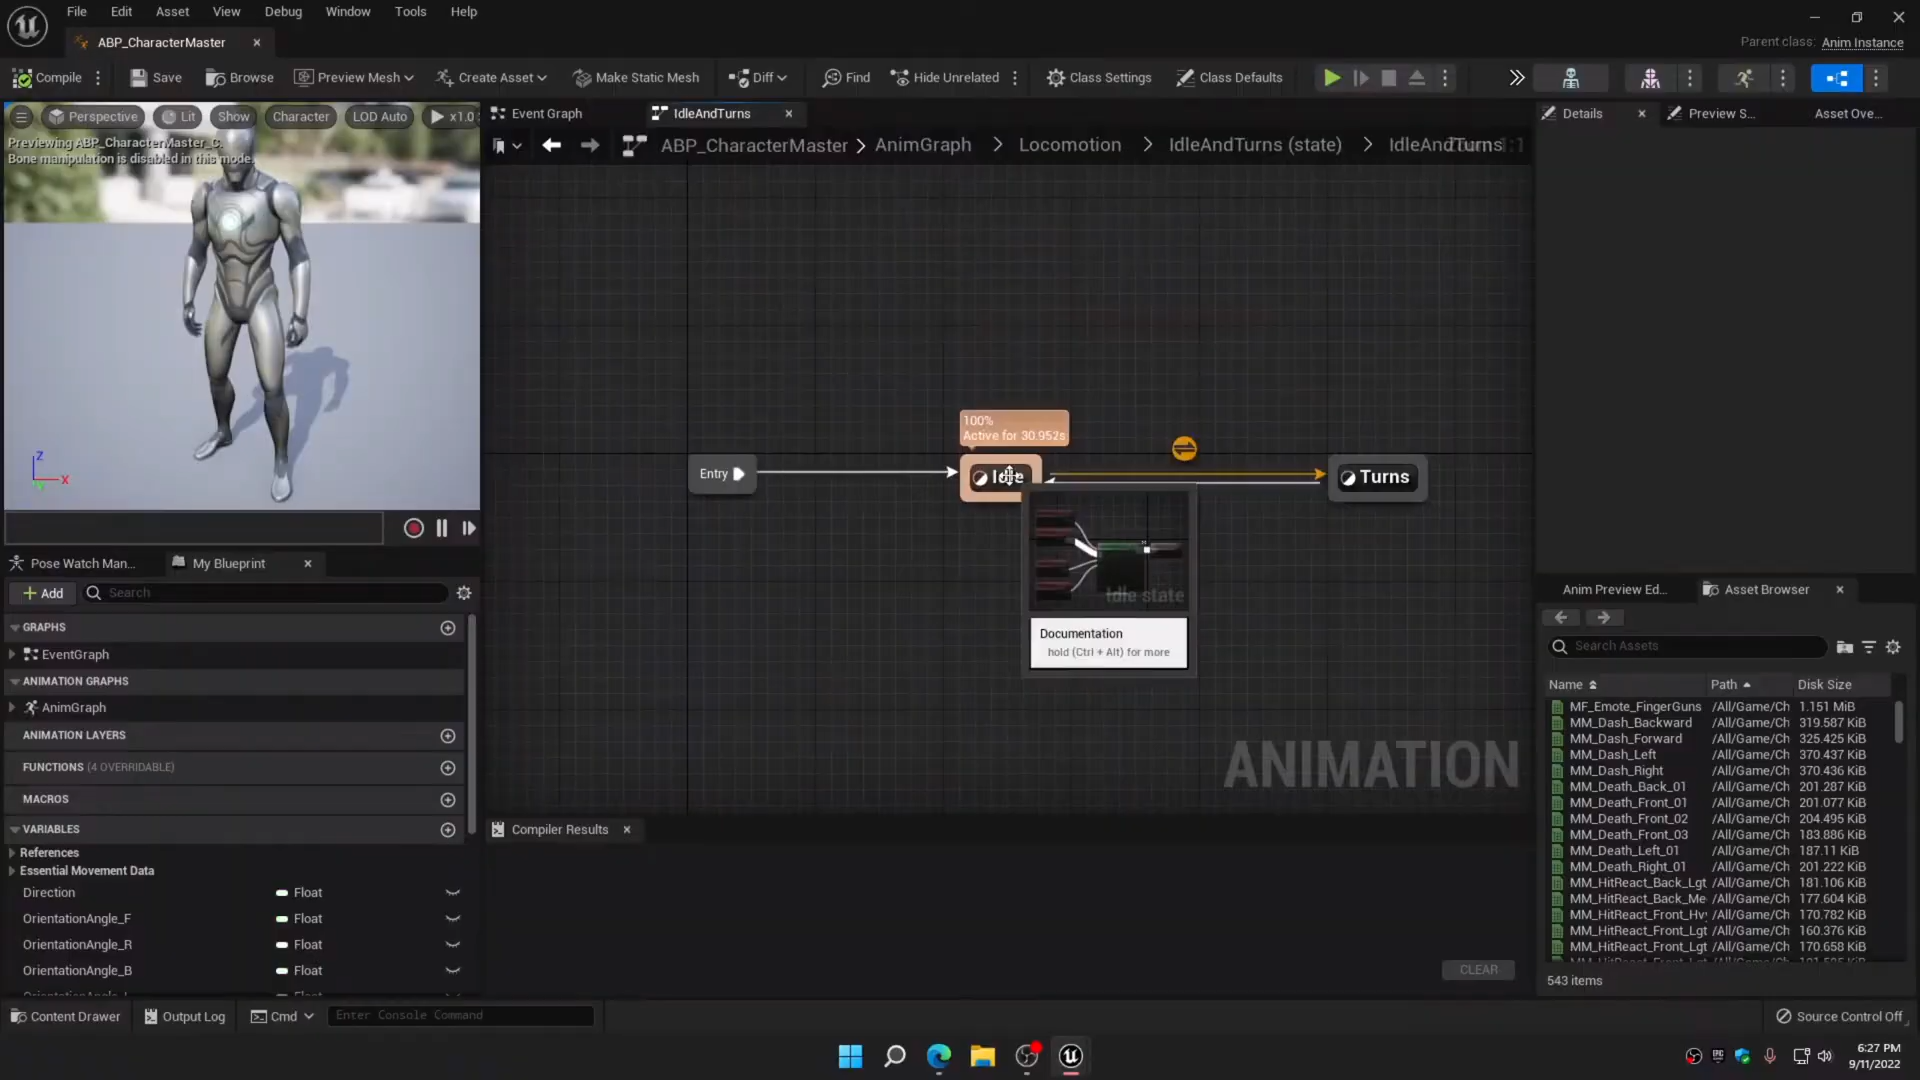 File Edit Asset View Debug Window Tools Help
ABP_CharacterMaster
Parent class: Anim Instance
Compile Save Browse Preview Mesh Create Asset Make Static Mesh Diff Find Hide Unrelated Class Settings Class Defaults
Perspective Lit Show Character LOD Auto x1.0
Previewing ABP_CharacterMaster_C.
Bone manipulation is disabled in this mode.
Z
X
Event Graph IdleAndTurns
ABP_CharacterMaster > AnimGraph > Locomotion > IdleAndTurns (state) > IdleAndTurns
100%
Active for 30.952s
Entry
Turns
Idle state
Documentation
hold (Ctrl + Alt) for more
ANIMATION
Compiler Results
CLEAR
Pose Watch Man... My Blueprint
Add Search
GRAPHS
EventGraph
ANIMATION GRAPHS
AnimGraph
ANIMATION LAYERS
FUNCTIONS (4 OVERRIDABLE)
MACROS
VARIABLES
References
Essential Movement Data
Direction Float
OrientationAngle_F Float
OrientationAngle_R Float
OrientationAngle_B Float
Details Preview S... Asset Ove...
Anim Preview Ed... Asset Browser
Search Assets
Name Path Disk Size
MF_Emote_FingerGuns /All/Game/Ch 1.151 MiB
MM_Dash_Backward /All/Game/Ch 319.587 KiB
MM_Dash_Forward /All/Game/Ch 325.425 KiB
MM_Dash_Left /All/Game/Ch 370.437 KiB
MM_Dash_Right /All/Game/Ch 370.436 KiB
MM_Death_Back_01 /All/Game/Ch 201.287 KiB
MM_Death_Front_01 /All/Game/Ch 201.077 KiB
MM_Death_Front_02 /All/Game/Ch 204.495 KiB
MM_Death_Front_03 /All/Game/Ch 183.886 KiB
MM_Death_Left_01 /All/Game/Ch 187.11 KiB
MM_Death_Right_01 /All/Game/Ch 201.222 KiB
MM_HitReact_Back_Lgt /All/Game/Ch 181.106 KiB
MM_HitReact_Back_Me /All/Game/Ch 177.604 KiB
MM_HitReact_Front_Hv /All/Game/Ch 170.782 KiB
MM_HitReact_Front_Lgt /All/Game/Ch 160.376 KiB
MM_HitReact_Front_Lgt /All/Game/Ch 170.658 KiB
543 items
Content Drawer Output Log Cmd Enter Console Command Source Control Off
6:27 PM
9/11/2022